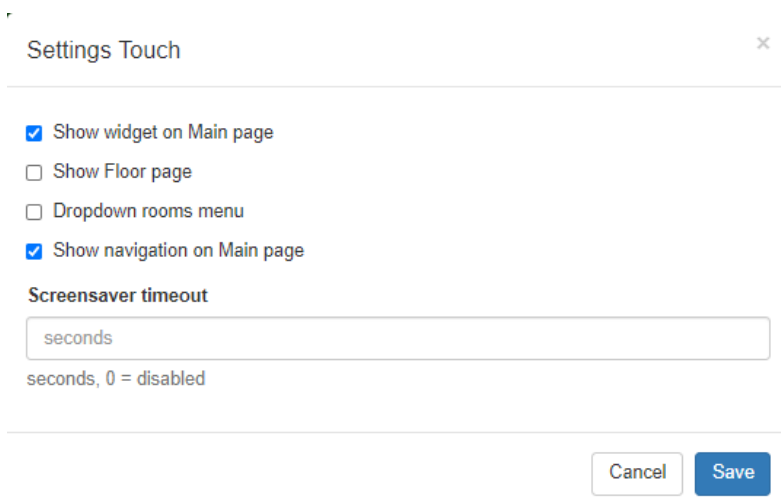 Settings Touch
×
Show widget on Main page
Show Floor page
Dropdown rooms menu
Show navigation on Main page
Screensaver timeout
seconds
seconds, 0 = disabled
Cancel Save